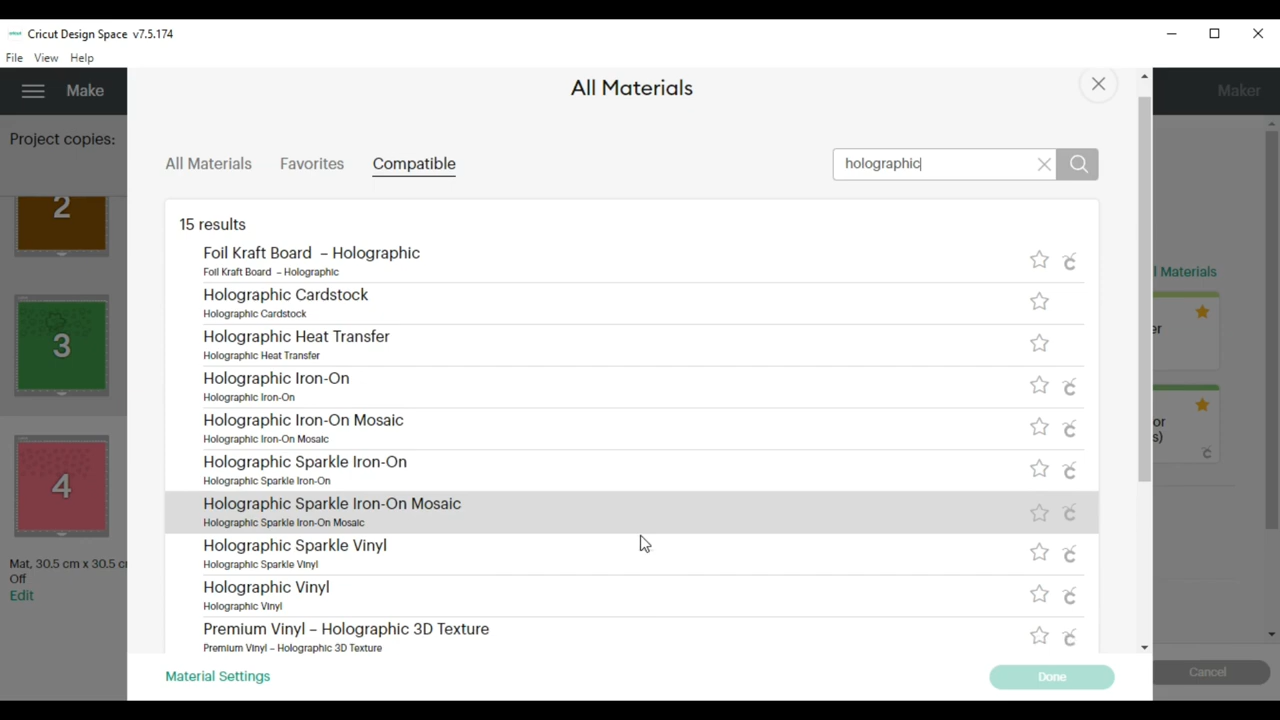 cricut Cricut Design Space v7.5.174
File View Help
Make
All Materials
Maker
Project copies:
All Materials Favorites Compatible
holographic
2
3
4
Mat, 30.5 cm x 30.5 c
Off
Edit
15 results
Foil Kraft Board – Holographic
Foil Kraft Board – Holographic
Holographic Cardstock
Holographic Cardstock
Holographic Heat Transfer
Holographic Heat Transfer
Holographic Iron-On
Holographic Iron-On
Holographic Iron-On Mosaic
Holographic Iron-On Mosaic
Holographic Sparkle Iron-On
Holographic Sparkle Iron-On
Holographic Sparkle Iron-On Mosaic
Holographic Sparkle Iron-On Mosaic
Holographic Sparkle Vinyl
Holographic Sparkle Vinyl
Holographic Vinyl
Holographic Vinyl
Premium Vinyl – Holographic 3D Texture
Premium Vinyl – Holographic 3D Texture
l Materials
er
or
s)
Material Settings
Done
Cancel